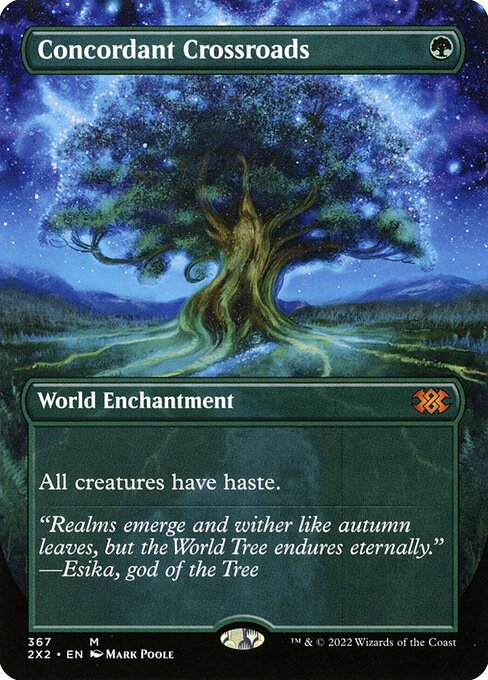 Concordant Crossroads
World Enchantment
All creatures have haste.
“Realms emerge and wither like autumn
leaves, but the World Tree endures eternally.”
—Esika, god of the Tree
367 M
2X2 • EN Mark Poole
™ & © 2022 Wizards of the Coast